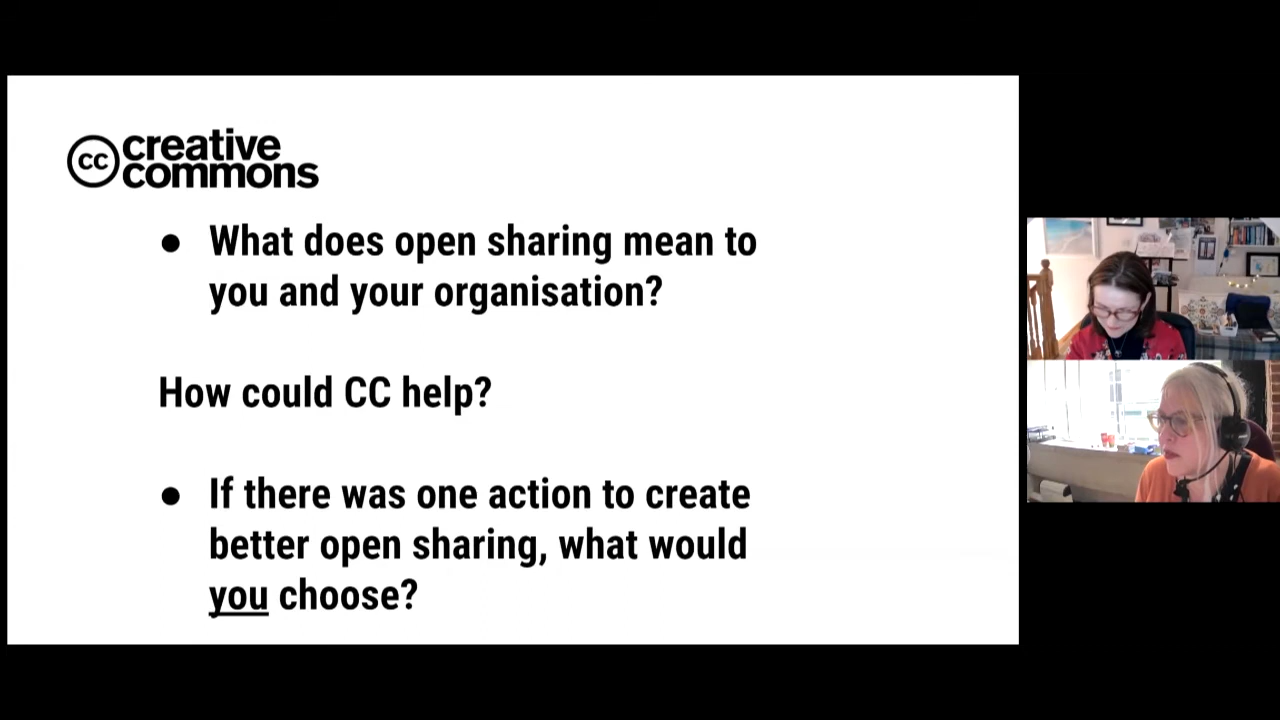 cc creative
commons
● What does open sharing mean to
you and your organisation?
How could CC help?
● If there was one action to create
better open sharing, what would
you choose?